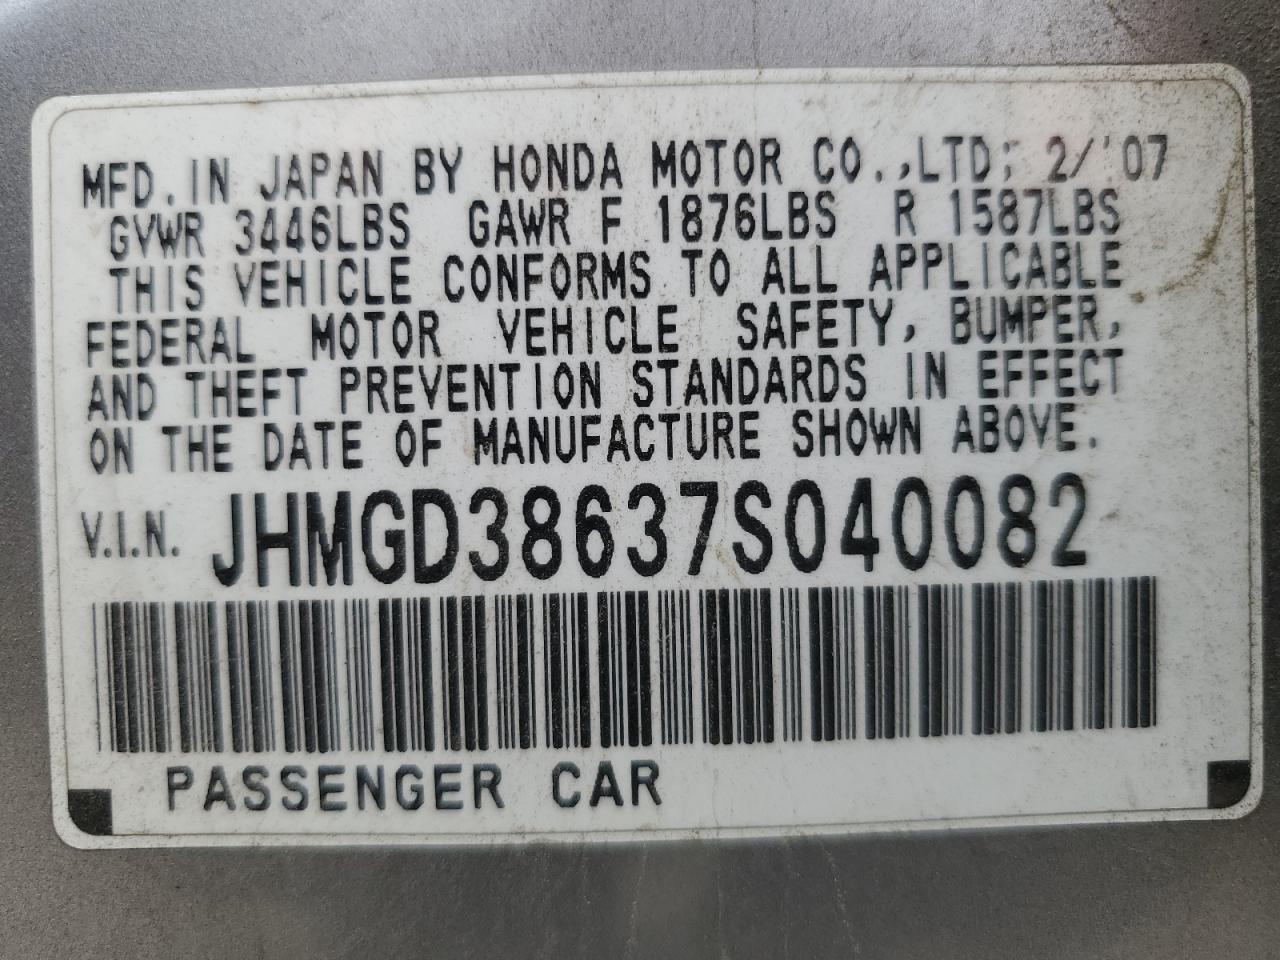 MFD. IN JAPAN BY HONDA MOTOR CO.,LTD; 2/'07
GVWR 3446LBS GAWR F 1876LBS R 1587LBS
THIS VEHICLE CONFORMS TO ALL APPLICABLE
FEDERAL MOTOR VEHICLE SAFETY, BUMPER,
AND THEFT PREVENTION STANDARDS IN EFFECT
ON THE DATE OF MANUFACTURE SHOWN ABOVE.
V.I.N. JHMGD38637S040082
PASSENGER CAR